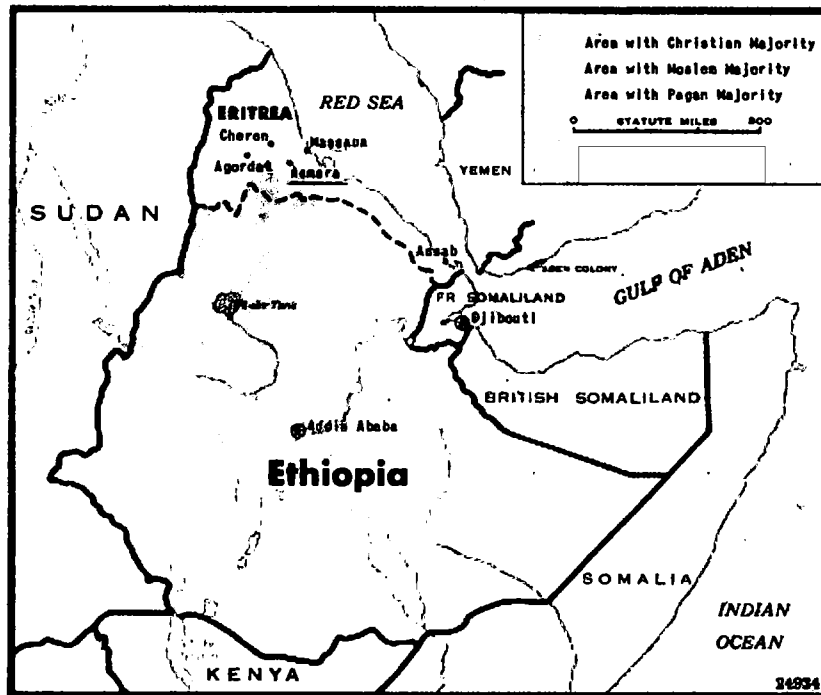 Area with Christian Majority
Area with Moslem Majority
Area with Pagan Majority
0 STATUTE MILES 300
RED SEA
ERITREA
Cheren
Massaua
Agordat
Asmara
YEMEN
SUDAN
Assab
ADEN COLONY
GULF OF ADEN
FR SOMALILAND
Lake Tana
Djibouti
BRITISH SOMALILAND
Addis Ababa
Ethiopia
SOMALIA
INDIAN
OCEAN
KENYA
24934